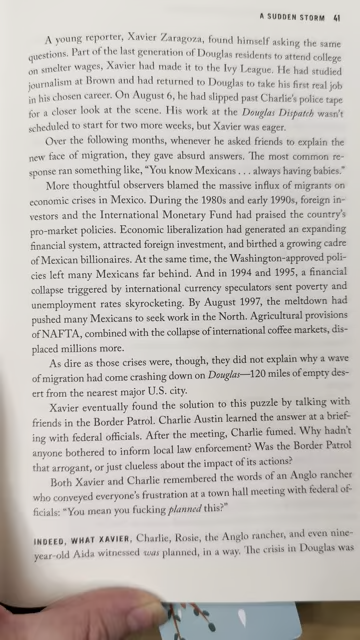 A SUDDEN STORM 41
A young reporter, Xavier Zaragoza, found himself asking the same
questions. Part of the last generation of Douglas residents to attend college
on smelter wages, Xavier had made it to the Ivy League. He had studied
journalism at Brown and had returned to Douglas to take his first real job
in his chosen career. On August 6, he had slipped past Charlie's police tape
for a closer look at the scene. His work at the Douglas Dispatch wasn't
scheduled to start for two more weeks, but Xavier was eager.
Over the following months, whenever he asked friends to explain the
new face of migration, they gave absurd answers. The most common re-
sponse ran something like, "You know Mexicans . . . always having babies."
More thoughtful observers blamed the massive influx of migrants on
economic crises in Mexico. During the 1980s and early 1990s, foreign in-
vestors and the International Monetary Fund had praised the country's
pro-market policies. Economic liberalization had generated an expanding
financial system, attracted foreign investment, and birthed a growing cadre
of Mexican billionaires. At the same time, the Washington-approved poli-
cies left many Mexicans far behind. And in 1994 and 1995, a financial
collapse triggered by international currency speculators sent poverty and
unemployment rates skyrocketing. By August 1997, the meltdown had
pushed many Mexicans to seek work in the North. Agricultural provisions
of NAFTA, combined with the collapse of international coffee markets, dis-
placed millions more.
As dire as those crises were, though, they did not explain why a wave
of migration had come crashing down on Douglas—120 miles of empty des-
ert from the nearest major U.S. city.
Xavier eventually found the solution to this puzzle by talking with
friends in the Border Patrol. Charlie Austin learned the answer at a brief-
ing with federal officials. After the meeting, Charlie fumed. Why hadn't
anyone bothered to inform local law enforcement? Was the Border Patrol
that arrogant, or just clueless about the impact of its actions?
Both Xavier and Charlie remembered the words of an Anglo rancher
who conveyed everyone's frustration at a town hall meeting with federal of-
ficials: "You mean you fucking planned this?"
INDEED, WHAT XAVIER, Charlie, Rosie, the Anglo rancher, and even nine-
year-old Aida witnessed was planned, in a way. The crisis in Douglas was